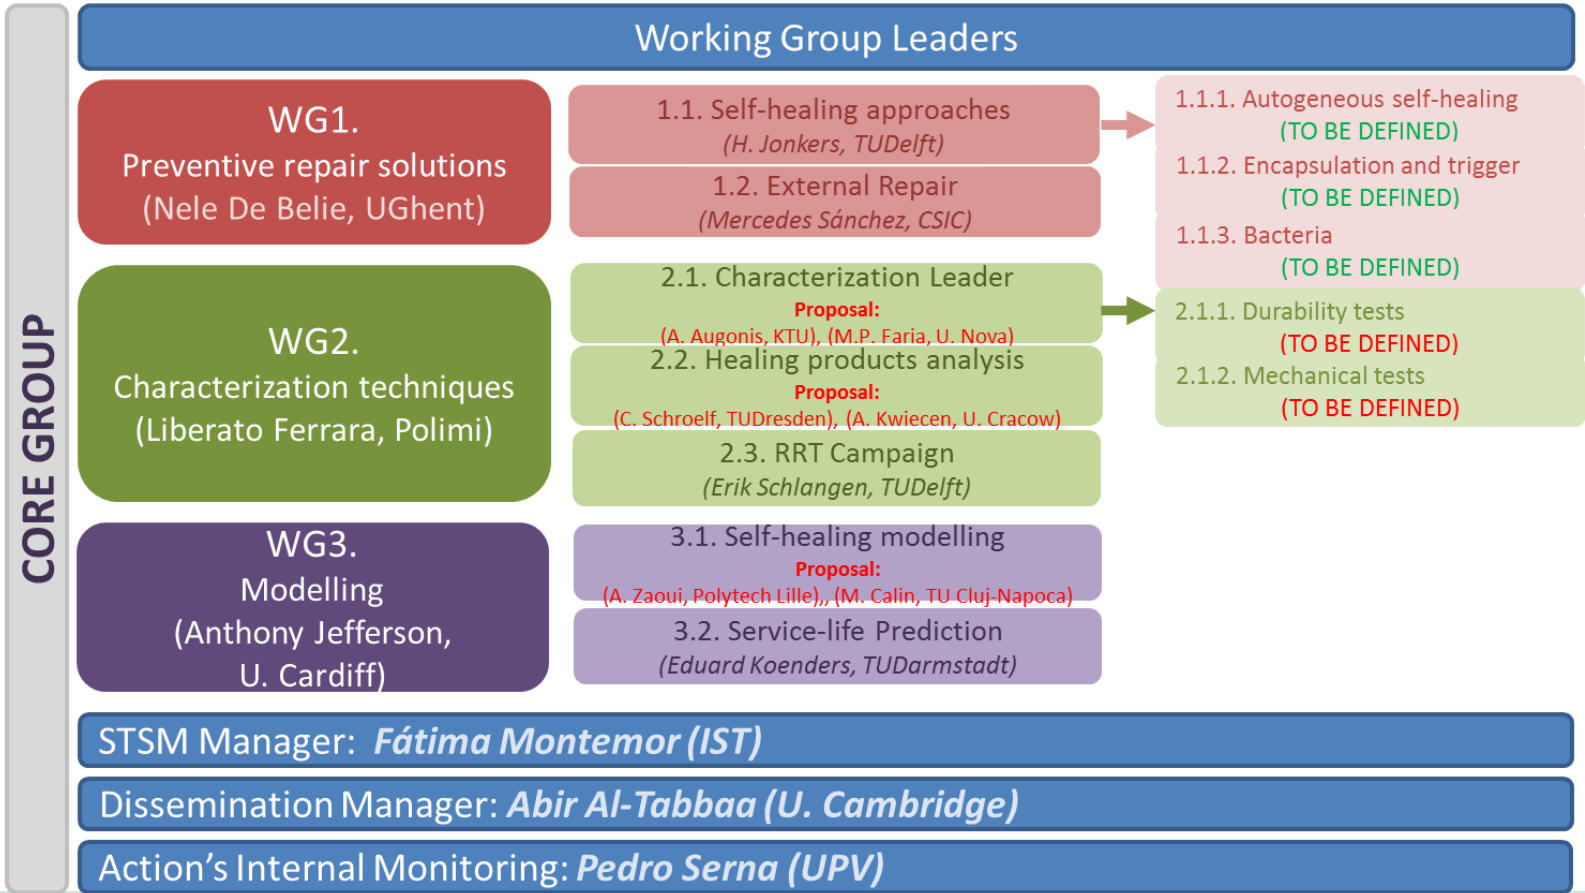 CORE GROUP
Working Group Leaders
WG1.
Preventive repair solutions
(Nele De Belie, UGhent)
1.1. Self-healing approaches
(H. Jonkers, TUDelft)
1.2. External Repair
(Mercedes Sánchez, CSIC)
1.1.1. Autogeneous self-healing
(TO BE DEFINED)
1.1.2. Encapsulation and trigger
(TO BE DEFINED)
1.1.3. Bacteria
(TO BE DEFINED)
WG2.
Characterization techniques
(Liberato Ferrara, Polimi)
2.1. Characterization Leader
Proposal:
(A. Augonis, KTU), (M.P. Faria, U. Nova)
2.2. Healing products analysis
Proposal:
(C. Schroelf, TUDresden), (A. Kwiecen, U. Cracow)
2.3. RRT Campaign
(Erik Schlangen, TUDelft)
2.1.1. Durability tests
(TO BE DEFINED)
2.1.2. Mechanical tests
(TO BE DEFINED)
WG3.
Modelling
(Anthony Jefferson,
U. Cardiff)
3.1. Self-healing modelling
Proposal:
(A. Zaoui, Polytech Lille),, (M. Calin, TU Cluj-Napoca)
3.2. Service-life Prediction
(Eduard Koenders, TUDarmstadt)
STSM Manager: Fátima Montemor (IST)
Dissemination Manager: Abir Al-Tabbaa (U. Cambridge)
Action's Internal Monitoring: Pedro Serna (UPV)